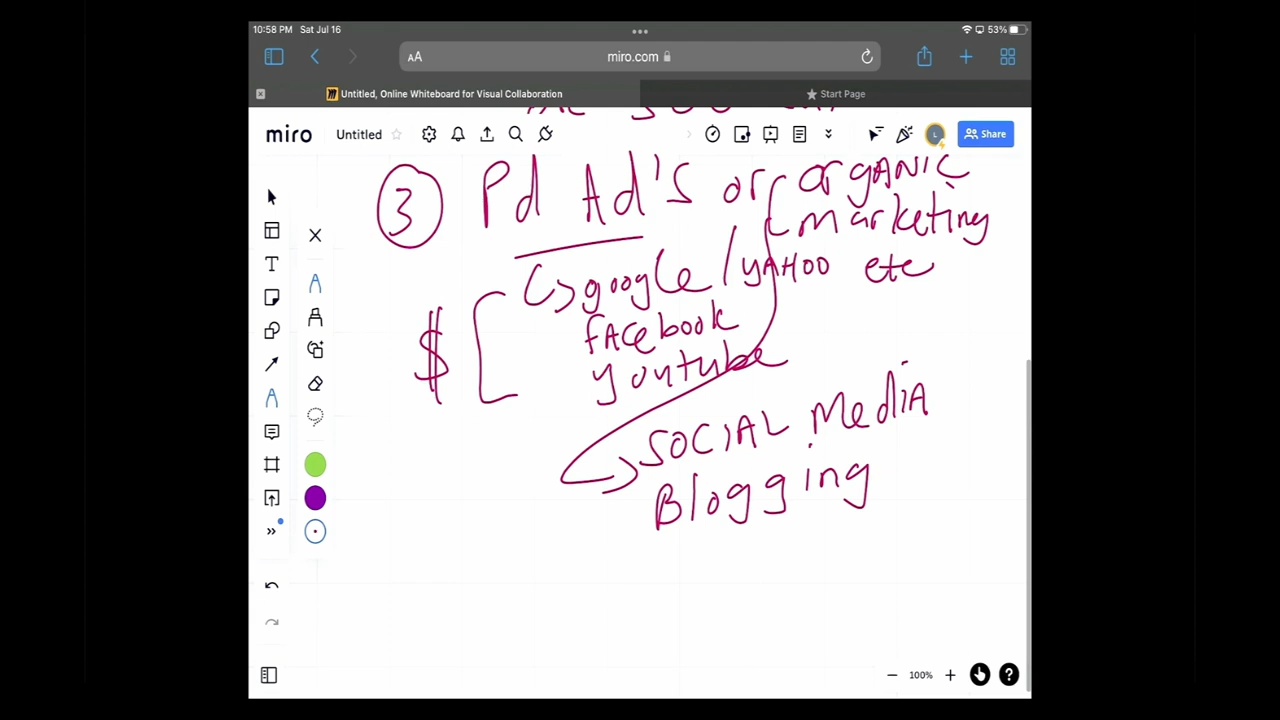 10:58 PM Sat Jul 16
53%
AA
miro.com
Untitled, Online Whiteboard for Visual Collaboration
Start Page
miro
Untitled
L
Share
3 Pd Ad's or organic
marketing
google / YAHOO etc
$
facebook
youtube
SOCIAL Media
Blogging
T
100%
?